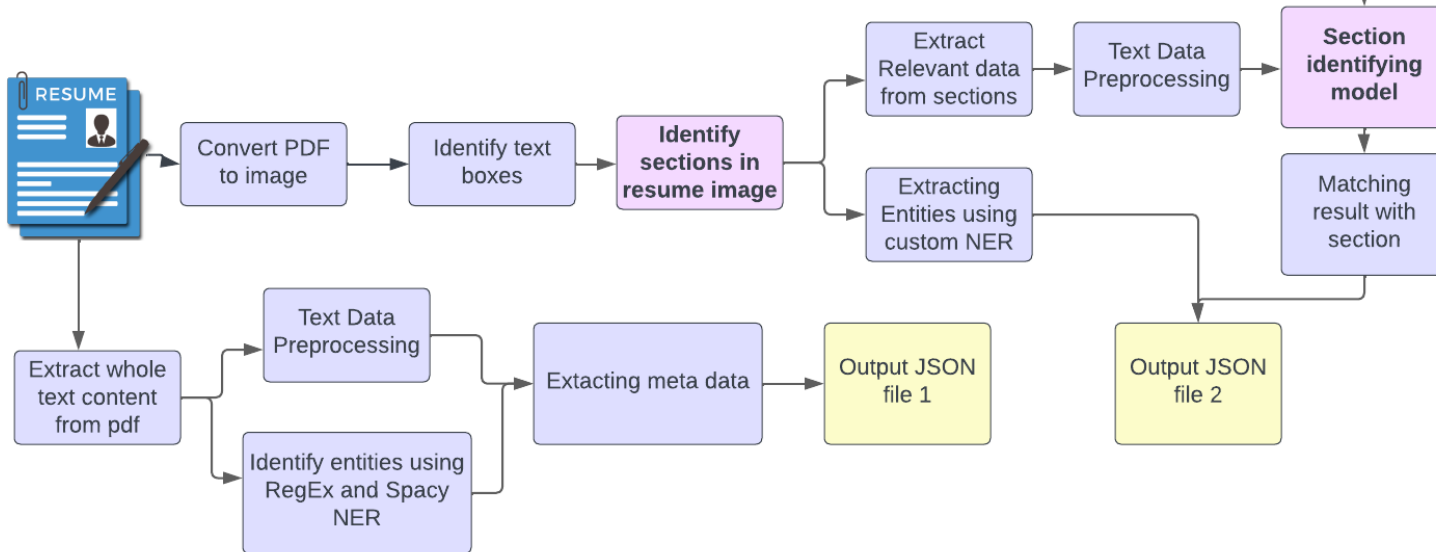 RESUME
Convert PDF
to image
Identify text
boxes
Identify
sections in
resume image
Extract
Relevant data
from sections
Text Data
Preprocessing
Section
identifying
model
Extracting
Entities using
custom NER
Matching
result with
section
Extract whole
text content
from pdf
Text Data
Preprocessing
Identify entities using
RegEx and Spacy
NER
Extacting meta data
Output JSON
file 1
Output JSON
file 2